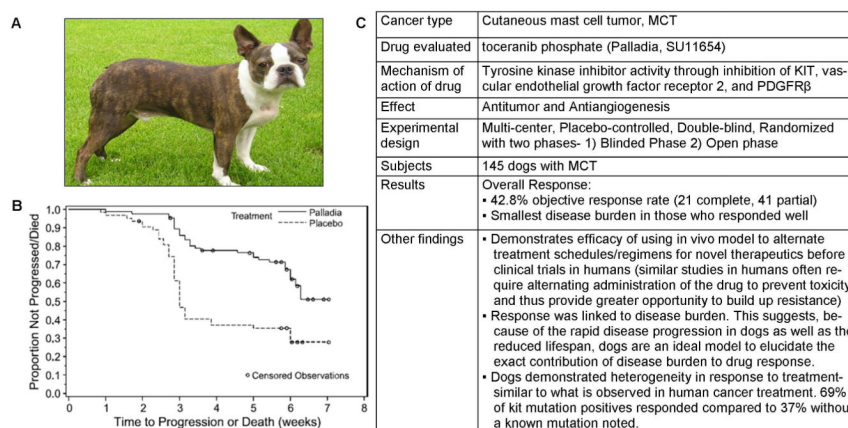 A
B
1.0
0.9
0.8
0.7
0.6
0.5
0.4
0.3
0.2
0.1
0.0
Proportion Not Progressed/Died
Treatment
Palladia
Placebo
Censored Observations
0 1 2 3 4 5 6 7 8
Time to Progression or Death (weeks)
C
Cancer type
Cutaneous mast cell tumor, MCT
Drug evaluated
toceranib phosphate (Palladia, SU11654)
Mechanism of
action of drug
Tyrosine kinase inhibitor activity through inhibition of KIT, vas-
cular endothelial growth factor receptor 2, and PDGFRβ
Effect
Antitumor and Antiangiogenesis
Experimental
design
Multi-center, Placebo-controlled, Double-blind, Randomized
with two phases- 1) Blinded Phase 2) Open phase
Subjects
145 dogs with MCT
Results
Overall Response:
▪ 42.8% objective response rate (21 complete, 41 partial)
▪ Smallest disease burden in those who responded well
Other findings
▪ Demonstrates efficacy of using in vivo model to alternate
treatment schedules/regimens for novel therapeutics before
clinical trials in humans (similar studies in humans often re-
quire alternating administration of the drug to prevent toxicity
and thus provide greater opportunity to build up resistance)
▪ Response was linked to disease burden. This suggests, be-
cause of the rapid disease progression in dogs as well as the
reduced lifespan, dogs are an ideal model to elucidate the
exact contribution of disease burden to drug response.
▪ Dogs demonstrated heterogeneity in response to treatment-
similar to what is observed in human cancer treatment. 69%
of kit mutation positives responded compared to 37% without
a known mutation noted.